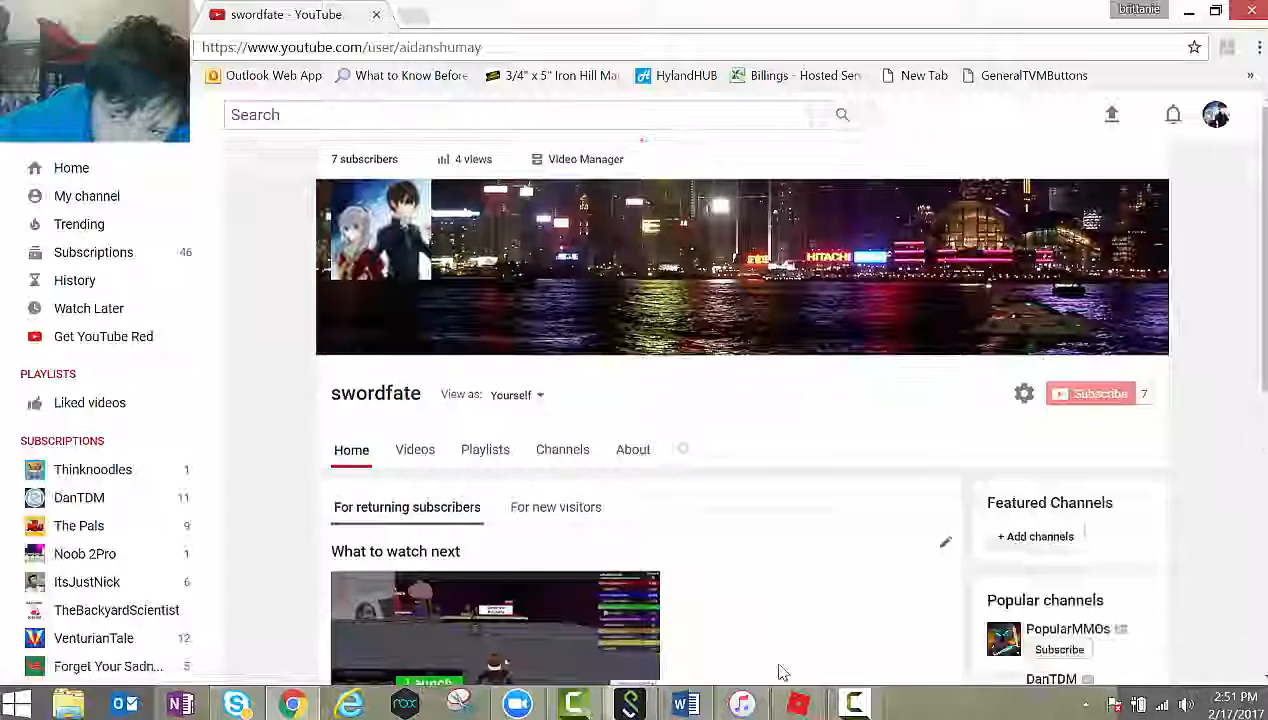 swordfate - YouTube
brittanie
https://www.youtube.com/user/aidanshumay
Outlook Web App
What to Know Before
3/4" x 5" Iron Hill Ma
HylandHUB
Billings - Hosted Serv
New Tab
GeneralTVMButtons
»
Search
7 subscribers
4 views
Video Manager
Home
My channel
Trending
Subscriptions 46
History
Watch Later
Get YouTube Red
PLAYLISTS
Liked videos
SUBSCRIPTIONS
Thinknoodles 1
DanTDM 11
The Pals 9
Noob 2Pro 1
ItsJustNick 6
TheBackyardScientist
VenturianTale 12
Forget Your Sadn... 5
HITACHI
swordfate
View as: Yourself
Subscribe 7
Home
Videos
Playlists
Channels
About
For returning subscribers
For new visitors
What to watch next
Launch
Featured Channels
+ Add channels
Popular channels
PopularMMOs
Subscribe
DanTDM
nox
2:51 PM
2/17/2017